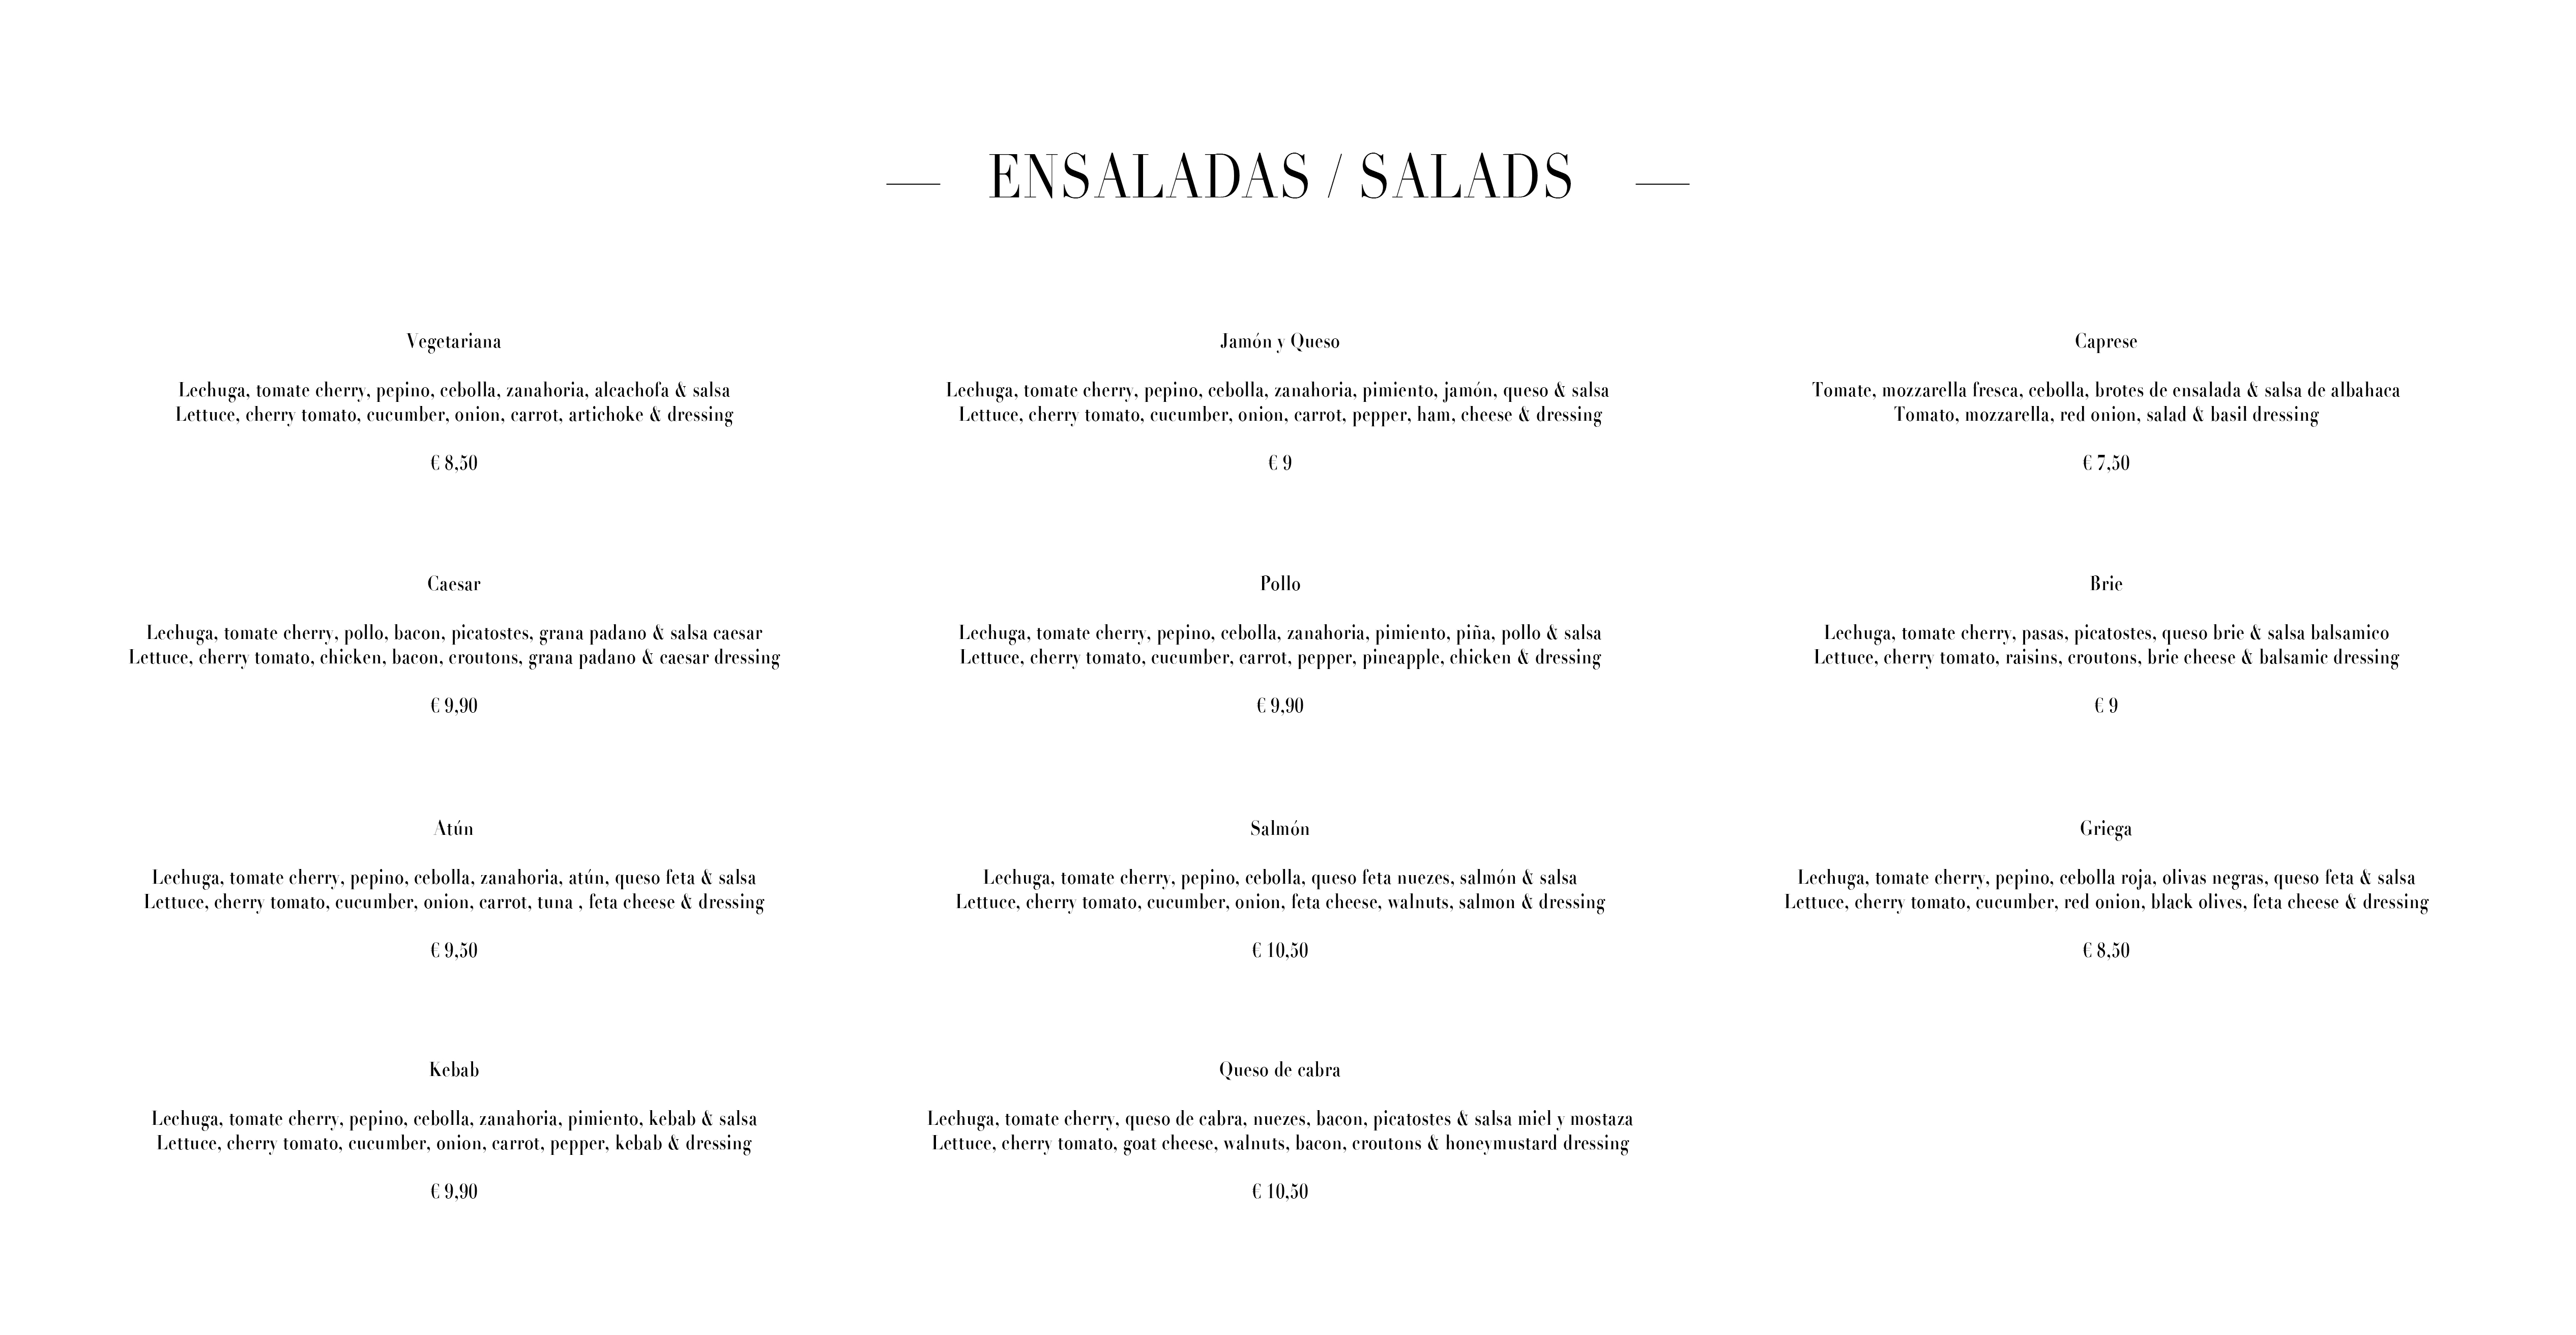 ENSALADAS / SALADS
Vegetariana
Lechuga, tomate cherry, pepino, cebolla, zanahoria, alcachofa & salsa
Lettuce, cherry tomato, cucumber, onion, carrot, artichoke & dressing
€ 8,50
Jamón y Queso
Lechuga, tomate cherry, pepino, cebolla, zanahoria, pimiento, jamón, queso & salsa
Lettuce, cherry tomato, cucumber, onion, carrot, pepper, ham, cheese & dressing
€ 9
Caprese
Tomate, mozzarella fresca, cebolla, brotes de ensalada & salsa de albahaca
Tomato, mozzarella, red onion, salad & basil dressing
€ 7,50
Caesar
Lechuga, tomate cherry, pollo, bacon, picatostes, grana padano & salsa caesar
Lettuce, cherry tomato, chicken, bacon, croutons, grana padano & caesar dressing
€ 9,90
Pollo
Lechuga, tomate cherry, pepino, cebolla, zanahoria, pimiento, piña, pollo & salsa
Lettuce, cherry tomato, cucumber, carrot, pepper, pineapple, chicken & dressing
€ 9,90
Brie
Lechuga, tomate cherry, pasas, picatostes, queso brie & salsa balsamico
Lettuce, cherry tomato, raisins, croutons, brie cheese & balsamic dressing
€ 9
Atún
Lechuga, tomate cherry, pepino, cebolla, zanahoria, atún, queso feta & salsa
Lettuce, cherry tomato, cucumber, onion, carrot, tuna , feta cheese & dressing
€ 9,50
Salmón
Lechuga, tomate cherry, pepino, cebolla, queso feta nuezes, salmón & salsa
Lettuce, cherry tomato, cucumber, onion, feta cheese, walnuts, salmon & dressing
€ 10,50
Griega
Lechuga, tomate cherry, pepino, cebolla roja, olivas negras, queso feta & salsa
Lettuce, cherry tomato, cucumber, red onion, black olives, feta cheese & dressing
€ 8,50
Kebab
Lechuga, tomate cherry, pepino, cebolla, zanahoria, pimiento, kebab & salsa
Lettuce, cherry tomato, cucumber, onion, carrot, pepper, kebab & dressing
€ 9,90
Queso de cabra
Lechuga, tomate cherry, queso de cabra, nuezes, bacon, picatostes & salsa miel y mostaza
Lettuce, cherry tomato, goat cheese, walnuts, bacon, croutons & honeymustard dressing
€ 10,50